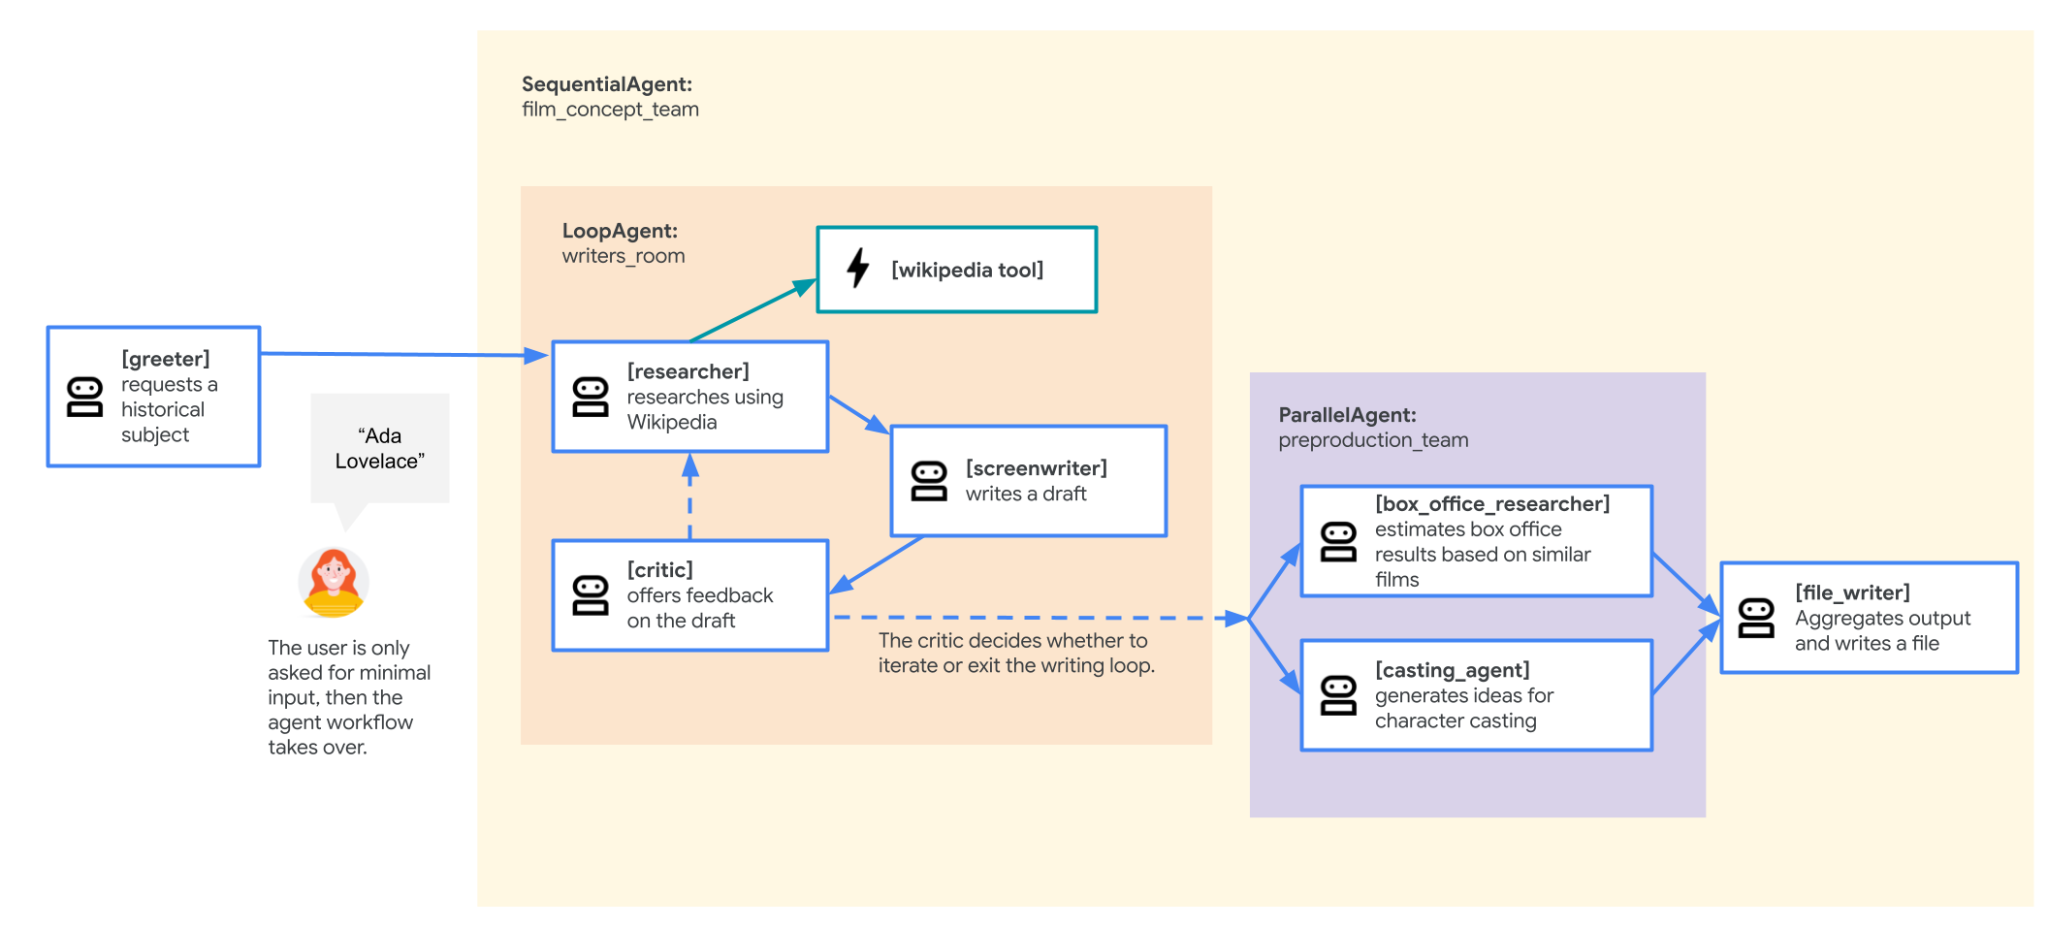 SequentialAgent:
film_concept_team
LoopAgent:
writers_room
[wikipedia tool]
[greeter]
requests a
historical
subject
“Ada
Lovelace”
The user is only
asked for minimal
input, then the
agent workflow
takes over.
[researcher]
researches using
Wikipedia
[screenwriter]
writes a draft
[critic]
offers feedback
on the draft
The critic decides whether to
iterate or exit the writing loop.
ParallelAgent:
preproduction_team
[box_office_researcher]
estimates box office
results based on similar
films
[casting_agent]
generates ideas for
character casting
[file_writer]
Aggregates output
and writes a file